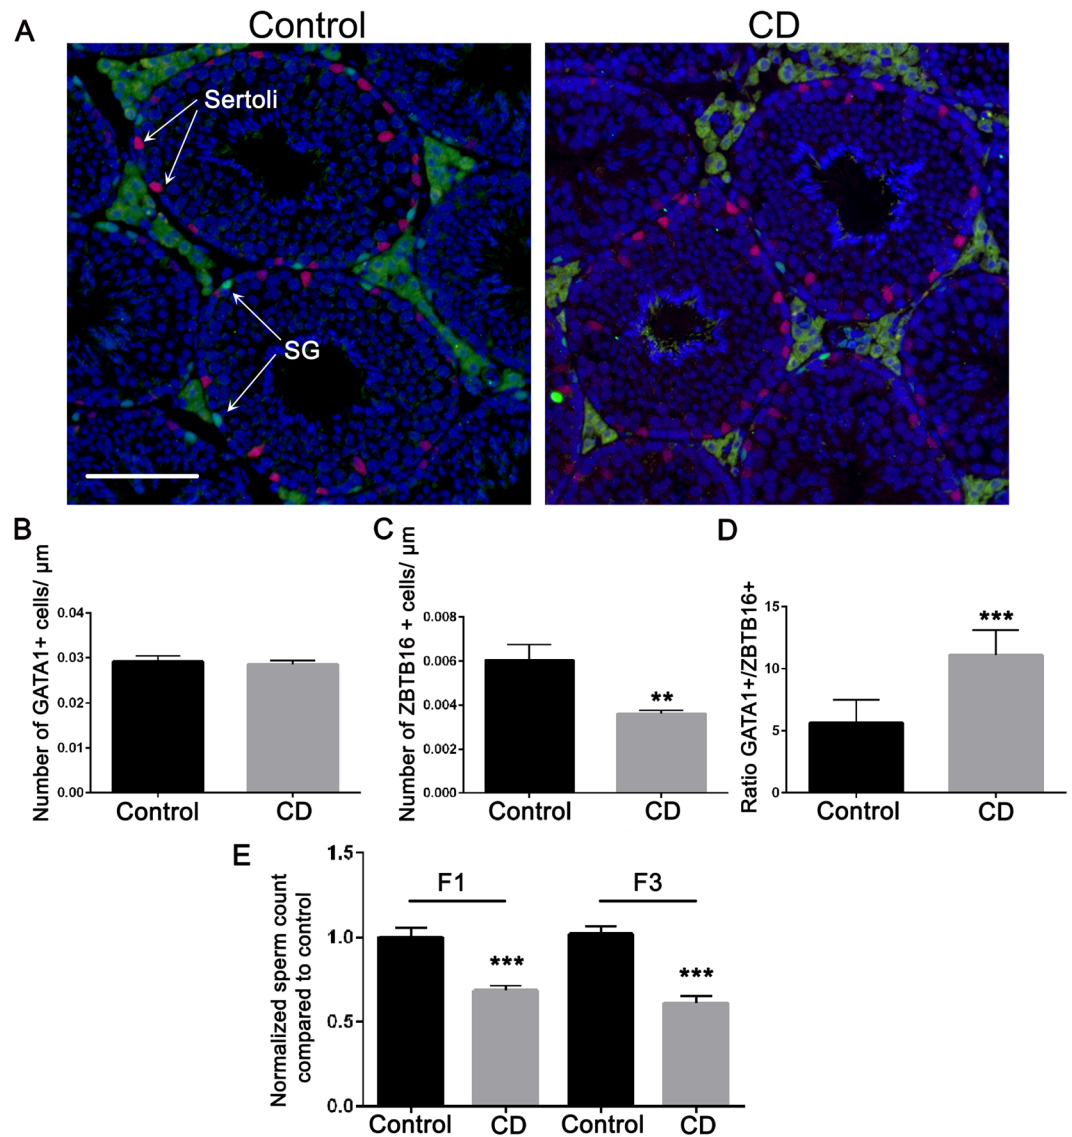 A
Control
CD
Sertoli
SG
B
Number of GATA1+ cells/ µm
0.04
0.03
0.02
0.01
0.00
Control
CD
C
Number of ZBTB16 + cells/ µm
0.008
0.006
0.004
0.002
0.000
**
Control
CD
D
Ratio GATA1+/ZBTB16+
15
10
5
0
***
Control
CD
E
Normalized sperm count
compared to control
1.5
1.0
0.5
0.0
F1
F3
***
***
Control
CD
Control
CD